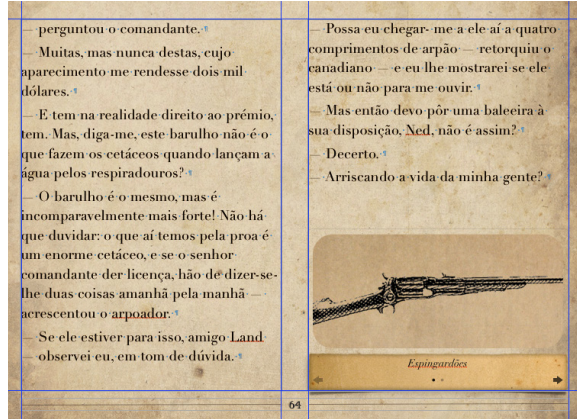 — perguntou o comandante.
— Muitas, mas nunca destas, cujo
aparecimento me rendesse dois mil
dólares.
— E tem na realidade direito ao prémio,
tem. Mas, diga-me, este barulho não é o
que fazem os cetáceos quando lançam a
água pelos respiradouros?
— O barulho é o mesmo, mas é
incomparavelmente mais forte! Não há
que duvidar: o que aí temos pela proa é
um enorme cetáceo, e se o senhor
comandante der licença, hão de dizer-se-
lhe duas coisas amanhã pela manhã —
acrescentou o arpoador.
— Se ele estiver para isso, amigo Land
— observei eu, em tom de dúvida.
— Possa eu chegar- me a ele aí a quatro
comprimentos de arpão — retorquiu o
canadiano — e eu lhe mostrarei se ele
está ou não para me ouvir.
— Mas então devo pôr uma baleeira à
sua disposição, Ned, não é assim?
— Decerto.
— Arriscando a vida da minha gente?
Espingardões
64